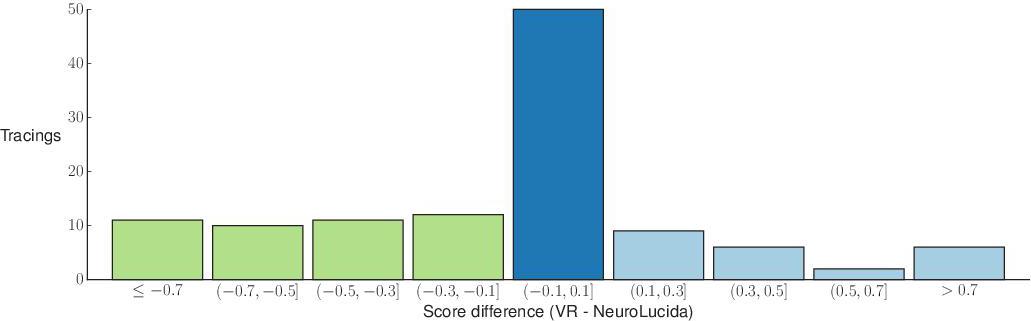 50
40
30
Tracings
20
10
0
≤ −0.7 (−0.7, −0.5] (−0.5, −0.3] (−0.3, −0.1] (−0.1, 0.1] (0.1, 0.3] (0.3, 0.5] (0.5, 0.7] > 0.7
Score difference (VR - NeuroLucida)